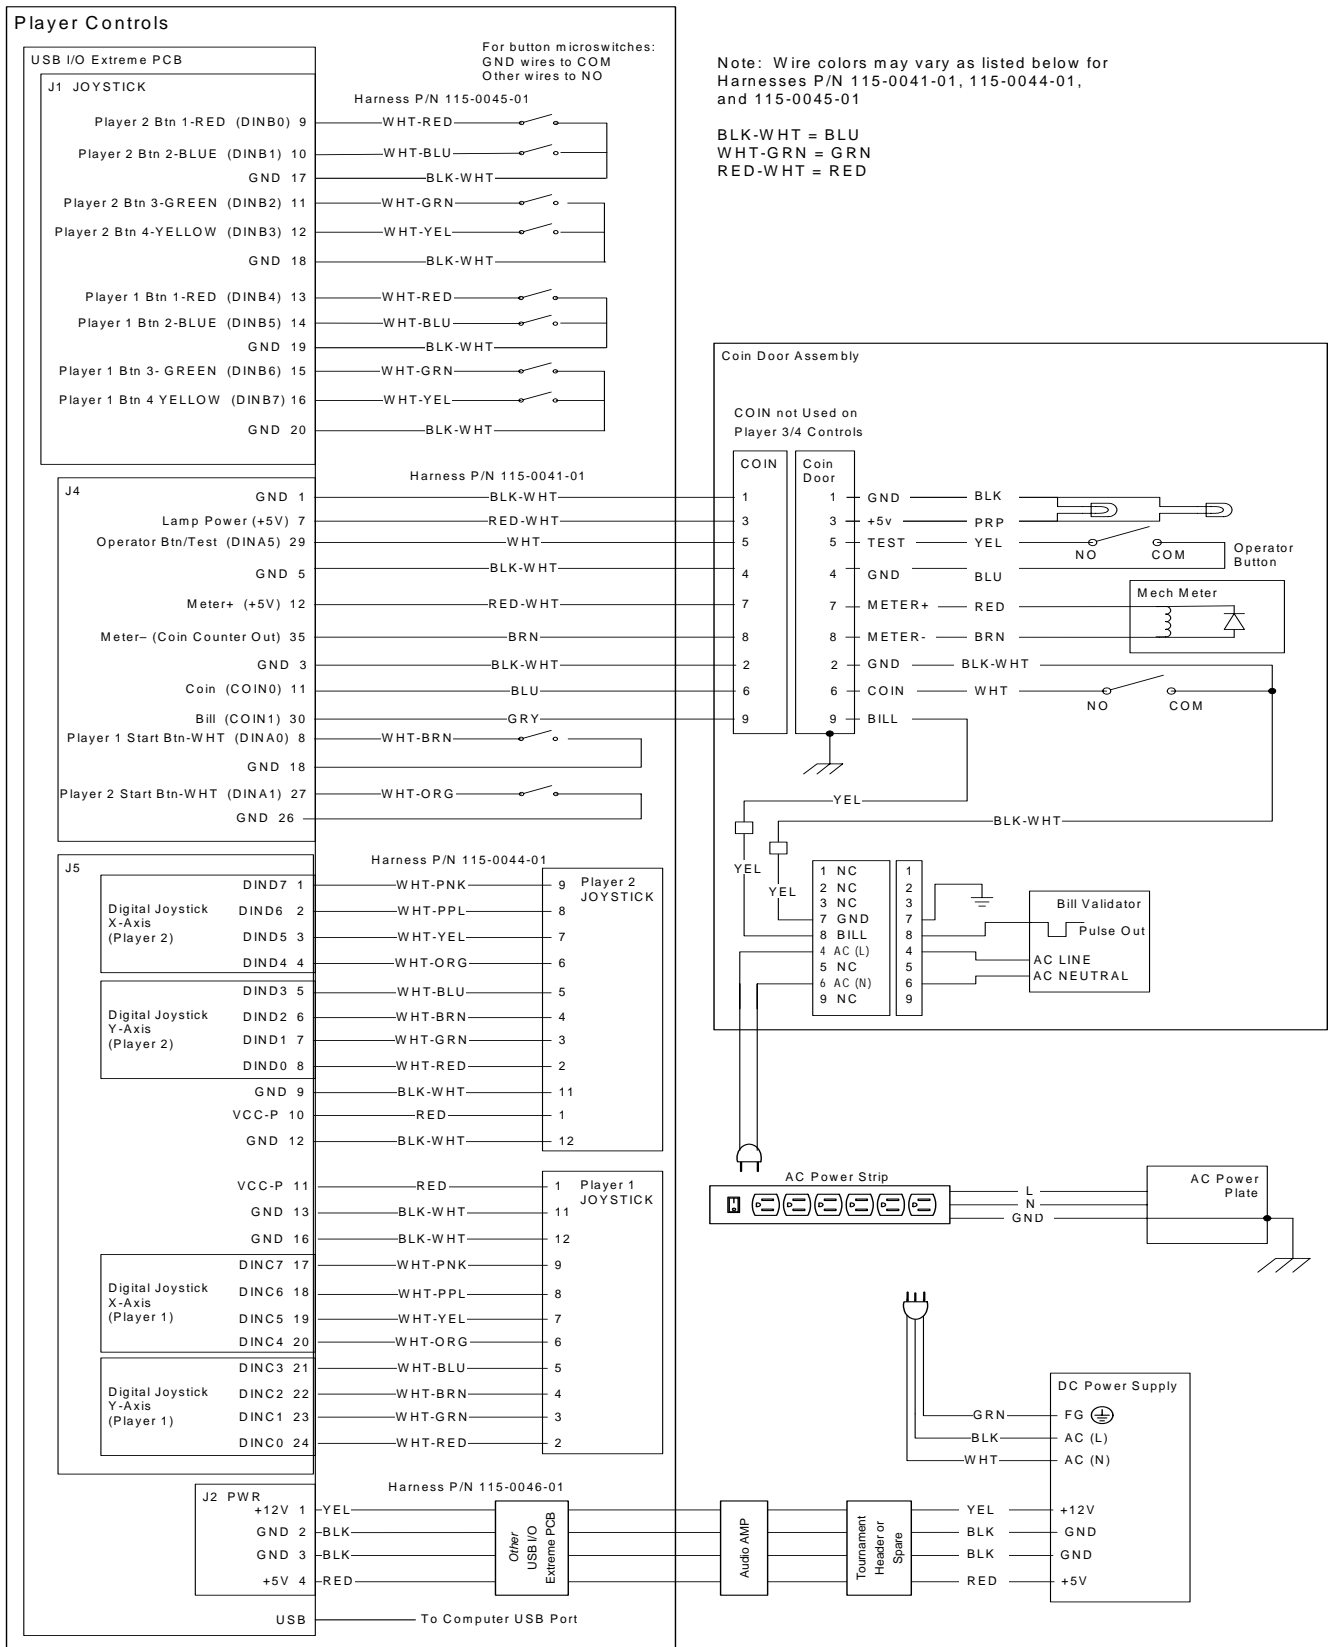 Player Controls
USB I/O Extreme PCB
For button microswitches:
GND wires to COM
Other wires to NO
J1 JOYSTICK
Harness P/N 115-0045-01
Player 2 Btn 1-RED (DINB0) 9 WHT-RED
Player 2 Btn 2-BLUE (DINB1) 10 WHT-BLU
GND 17 BLK-WHT
Player 2 Btn 3-GREEN (DINB2) 11 WHT-GRN
Player 2 Btn 4-YELLOW (DINB3) 12 WHT-YEL
GND 18 BLK-WHT
Player 1 Btn 1-RED (DINB4) 13 WHT-RED
Player 1 Btn 2-BLUE (DINB5) 14 WHT-BLU
GND 19 BLK-WHT
Player 1 Btn 3- GREEN (DINB6) 15 WHT-GRN
Player 1 Btn 4 YELLOW (DINB7) 16 WHT-YEL
GND 20 BLK-WHT
Note: Wire colors may vary as listed below for
Harnesses P/N 115-0041-01, 115-0044-01,
and 115-0045-01
BLK-WHT = BLU
WHT-GRN = GRN
RED-WHT = RED
J4
Harness P/N 115-0041-01
GND 1 BLK-WHT
Lamp Power (+5V) 7 RED-WHT
Operator Btn/Test (DINA5) 29 WHT
GND 5 BLK-WHT
Meter+ (+5V) 12 RED-WHT
Meter– (Coin Counter Out) 35 BRN
GND 3 BLK-WHT
Coin (COIN0) 11 BLU
Bill (COIN1) 30 GRY
Player 1 Start Btn-WHT (DINA0) 8 WHT-BRN
GND 18
Player 2 Start Btn-WHT (DINA1) 27 WHT-ORG
GND 26
Coin Door Assembly
COIN not Used on
Player 3/4 Controls
COIN
Coin
Door
1 1 GND BLK
3 3 +5v PRP
5 5 TEST YEL
NO COM
Operator
Button
4 4 GND BLU
Mech Meter
7 7 METER+ RED
8 8 METER- BRN
2 2 GND BLK-WHT
6 6 COIN WHT
NO COM
9 9 BILL
YEL
BLK-WHT
YEL
YEL
1 NC 1
2 NC 2
3 NC 3
7 GND 7
8 BILL 8
4 AC (L) 4
5 NC 5
6 AC (N) 6
9 NC 9
Bill Validator
Pulse Out
AC LINE
AC NEUTRAL
J5
Harness P/N 115-0044-01
Player 2
JOYSTICK
Digital Joystick
X-Axis
(Player 2)
DIND7 1 WHT-PNK 9
DIND6 2 WHT-PPL 8
DIND5 3 WHT-YEL 7
DIND4 4 WHT-ORG 6
Digital Joystick
Y-Axis
(Player 2)
DIND3 5 WHT-BLU 5
DIND2 6 WHT-BRN 4
DIND1 7 WHT-GRN 3
DIND0 8 WHT-RED 2
GND 9 BLK-WHT 11
VCC-P 10 RED 1
GND 12 BLK-WHT 12
Player 1
JOYSTICK
VCC-P 11 RED 1
GND 13 BLK-WHT 11
GND 16 BLK-WHT 12
Digital Joystick
X-Axis
(Player 1)
DINC7 17 WHT-PNK 9
DINC6 18 WHT-PPL 8
DINC5 19 WHT-YEL 7
DINC4 20 WHT-ORG 6
Digital Joystick
Y-Axis
(Player 1)
DINC3 21 WHT-BLU 5
DINC2 22 WHT-BRN 4
DINC1 23 WHT-GRN 3
DINC0 24 WHT-RED 2
AC Power Strip
L
N
GND
AC Power
Plate
DC Power Supply
GRN FG
BLK AC (L)
WHT AC (N)
J2 PWR
Harness P/N 115-0046-01
+12V 1 YEL
GND 2 BLK
GND 3 BLK
+5V 4 RED
Other
USB I/O
Extreme PCB
Audio AMP
Tournament
Header or
Spare
YEL +12V
BLK GND
BLK GND
RED +5V
USB To Computer USB Port